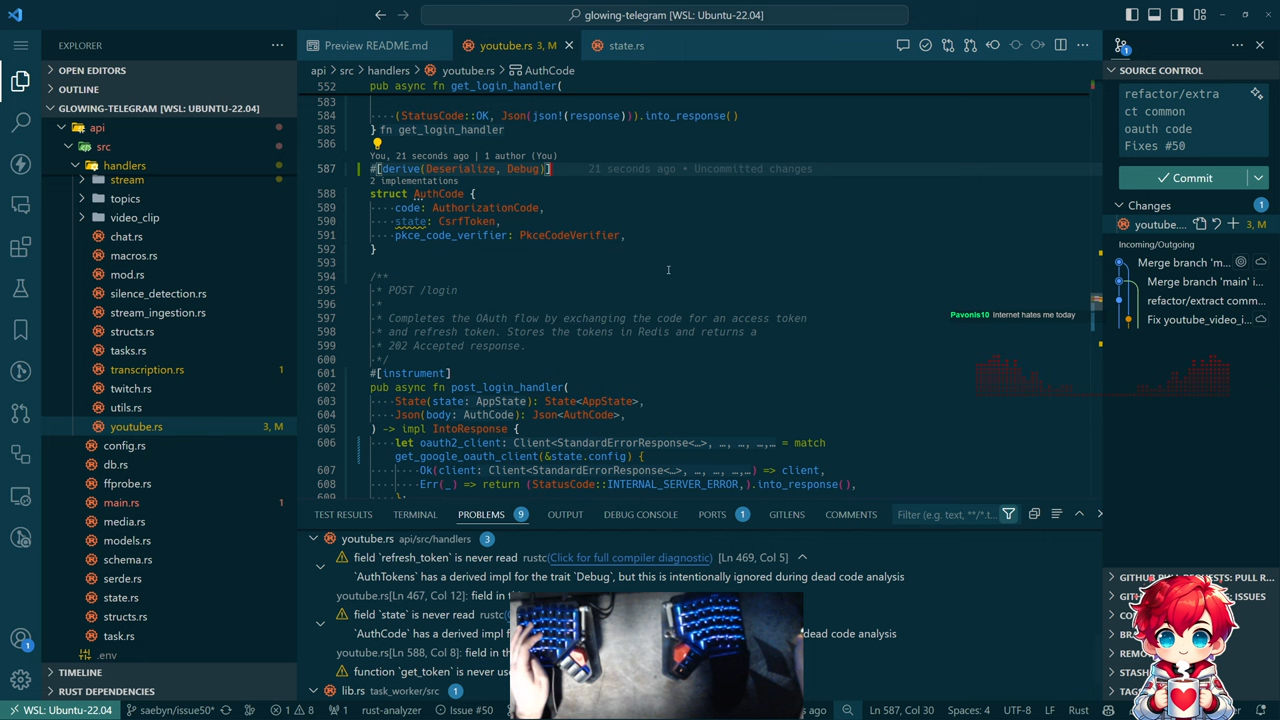 glowing-telegram [WSL: Ubuntu-22.04]
EXPLORER
OPEN EDITORS
OUTLINE
GLOWING-TELEGRAM [WSL: UBUNTU-22.04]
api
src
handlers
stream
topics
video_clip
chat.rs
macros.rs
mod.rs
silence_detection.rs
stream_ingestion.rs
structs.rs
tasks.rs
transcription.rs 1
twitch.rs
utils.rs
youtube.rs 3, M
config.rs
db.rs
ffprobe.rs
main.rs 1
media.rs
models.rs
schema.rs
serde.rs
state.rs
structs.rs
task.rs
.env
TIMELINE
RUST DEPENDENCIES
Preview README.md
youtube.rs 3, M
state.rs
api > src > handlers > youtube.rs > AuthCode
552 pub async fn get_login_handler(
583
584 (StatusCode::OK, Json(json!(response))).into_response()
585 } fn get_login_handler
586
You, 21 seconds ago | 1 author (You)
587 #[derive(Deserialize, Debug)] 21 seconds ago • Uncommitted changes
2 implementations
588 struct AuthCode {
589 code: AuthorizationCode,
590 state: CsrfToken,
591 pkce_code_verifier: PkceCodeVerifier,
592 }
593
594 /**
595 * POST /login
596 *
597 * Completes the OAuth flow by exchanging the code for an access token
598 * and refresh token. Stores the tokens in Redis and returns a
599 * 202 Accepted response.
600 */
601 #[instrument]
602 pub async fn post_login_handler(
603 State(state: AppState): State<AppState>,
604 Json(body: AuthCode): Json<AuthCode>,
605 ) -> impl IntoResponse {
606 let oauth2_client: Client<StandardErrorResponse<…>, …, …, …,… = match
get_google_oauth_client(&state.config) {
607 Ok(client: Client<StandardErrorResponse<…>, …, …, …,…>) => client,
608 Err(_) => return (StatusCode::INTERNAL_SERVER_ERROR,).into_response(),
609 };
Pavonis10 Internet hates me today
SOURCE CONTROL
refactor/extra
ct common
oauth code
Fixes #50
Commit
Changes 1
youtube.... 3, M
Incoming/Outgoing
Merge branch 'm...
Merge branch 'main' i...
refactor/extract comm...
Fix youtube_video_i...
TEST RESULTS
TERMINAL
PROBLEMS 9
OUTPUT
DEBUG CONSOLE
PORTS 1
GITLENS
COMMENTS
Filter (e.g. text, **/*.t...
youtube.rs api/src/handlers 3
field `refresh_token` is never read rustc(Click for full compiler diagnostic) [Ln 469, Col 5]
`AuthTokens` has a derived impl for the trait `Debug`, but this is intentionally ignored during dead code analysis
youtube.rs[Ln 467, Col 12]: field in
field `state` is never read rustc
`AuthCode` has a derived impl f
dead code analysis
youtube.rs[Ln 588, Col 8]: field in
function `get_token` is never
lib.rs task_worker/src 1
WSL: Ubuntu-22.04
saebyn/issue50*
1
8
1
rust-analyzer
Issue #50
ago
Ln 587, Col 30
Spaces: 4
UTF-8
LF
Rust